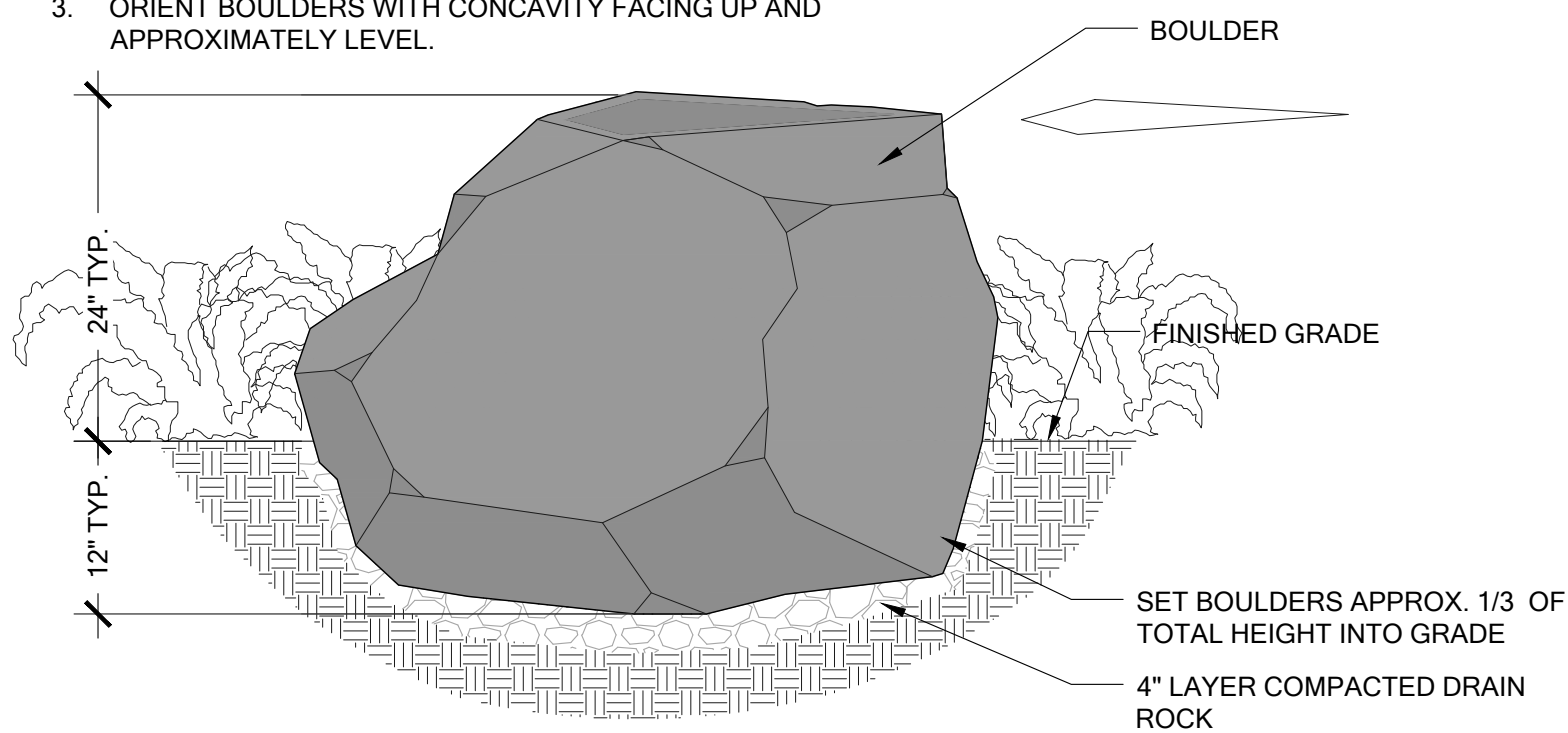 3. ORIENT BOULDERS WITH CONCAVITY FACING UP AND
APPROXIMATELY LEVEL.
BOULDER
24" TYP.
FINISHED GRADE
12" TYP.
SET BOULDERS APPROX. 1/3 OF
TOTAL HEIGHT INTO GRADE
4" LAYER COMPACTED DRAIN
ROCK